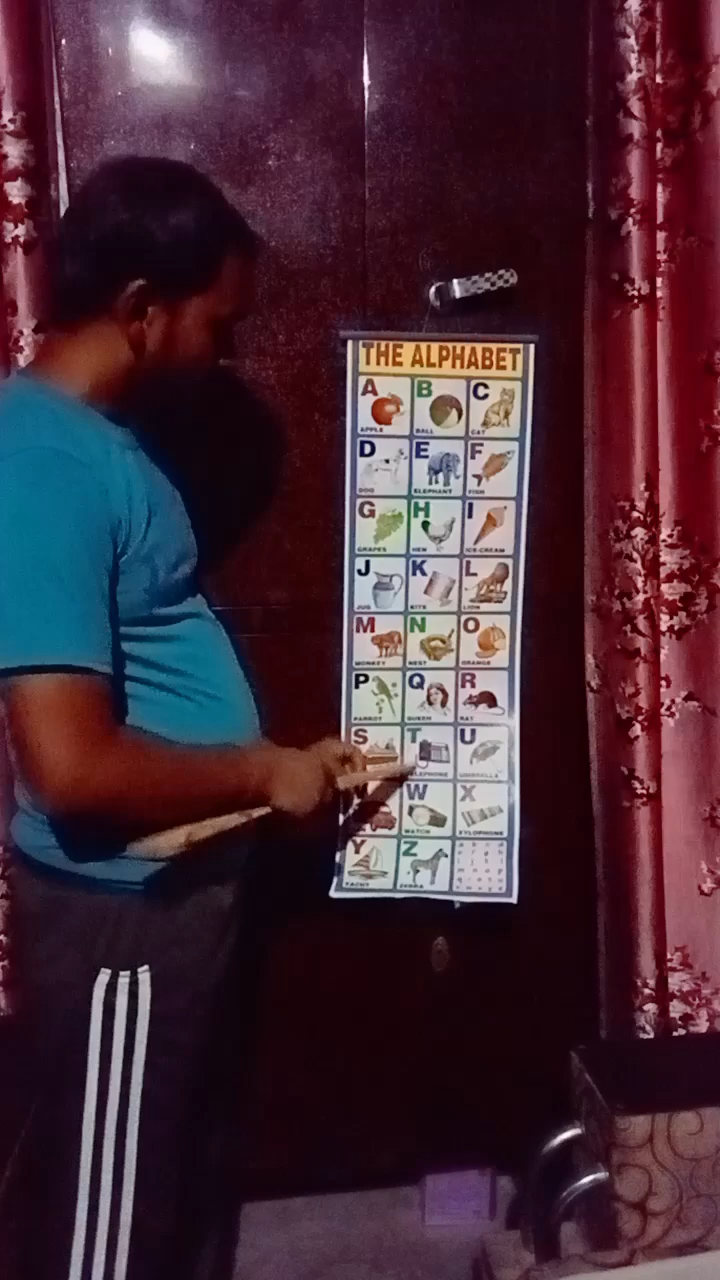 THE ALPHABET
A B C
APPLE BALL CAT
D E F
DOG ELEPHANT FISH
G H I
GRAPES HEN ICE-CREAM
J K L
JUG KITE LION
M N O
MONKEY NEST ORANGE
P Q R
PARROT QUEEN RAT
S T U
TELEPHONE UMBRELLA
W X
WATCH XYLOPHONE
Y Z
YACHT ZEBRA